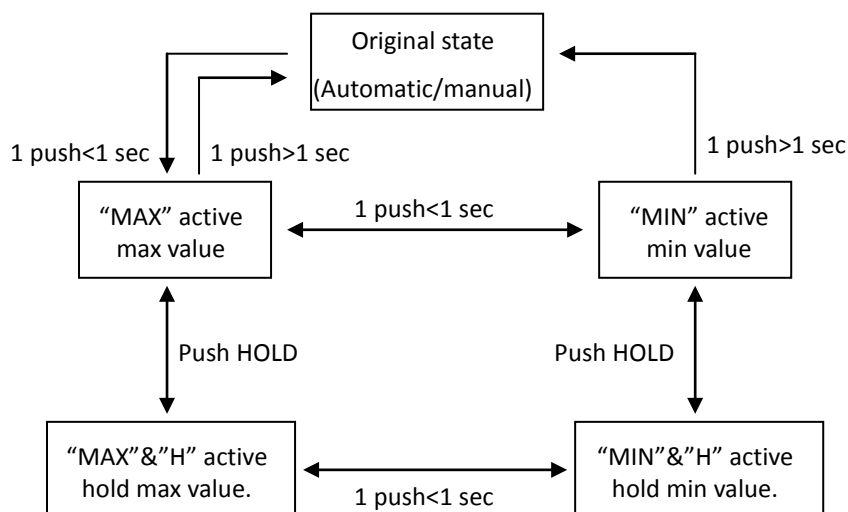 Original state
(Automatic/manual)
1 push<1 sec
1 push>1 sec
1 push>1 sec
“MAX” active
max value
1 push<1 sec
“MIN” active
min value
Push HOLD
Push HOLD
“MAX”&”H” active
hold max value.
1 push<1 sec
“MIN”&”H” active
hold min value.